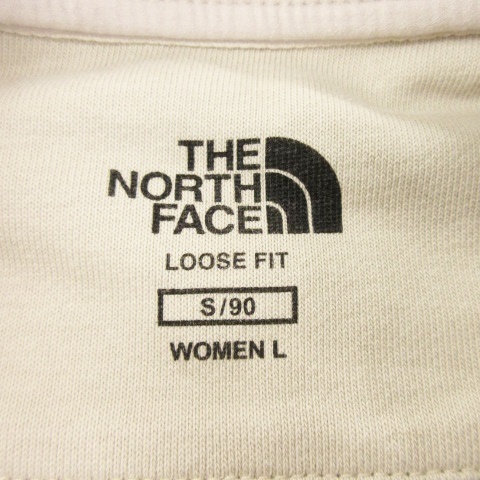 THE
NORTH
FACE
LOOSE FIT
S/90
WOMEN L